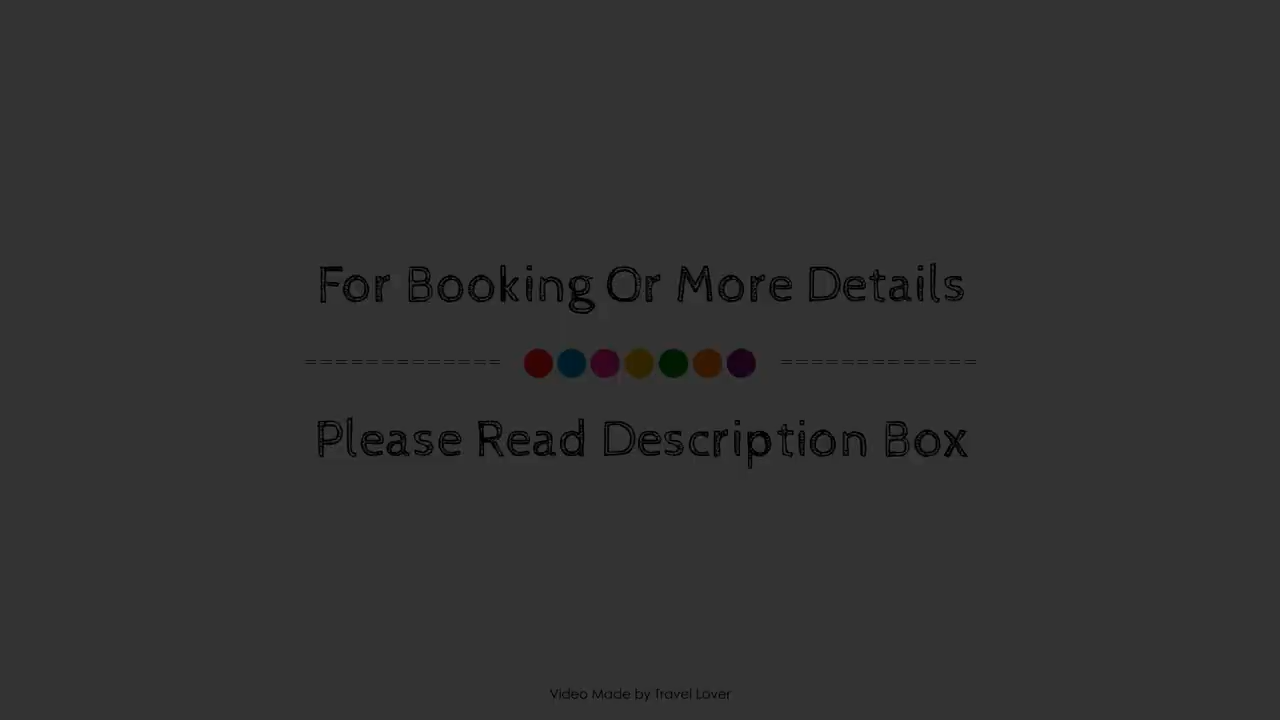 For Booking Or More Details
============= =============
Please Read Description Box
Video Made by Travel Lover